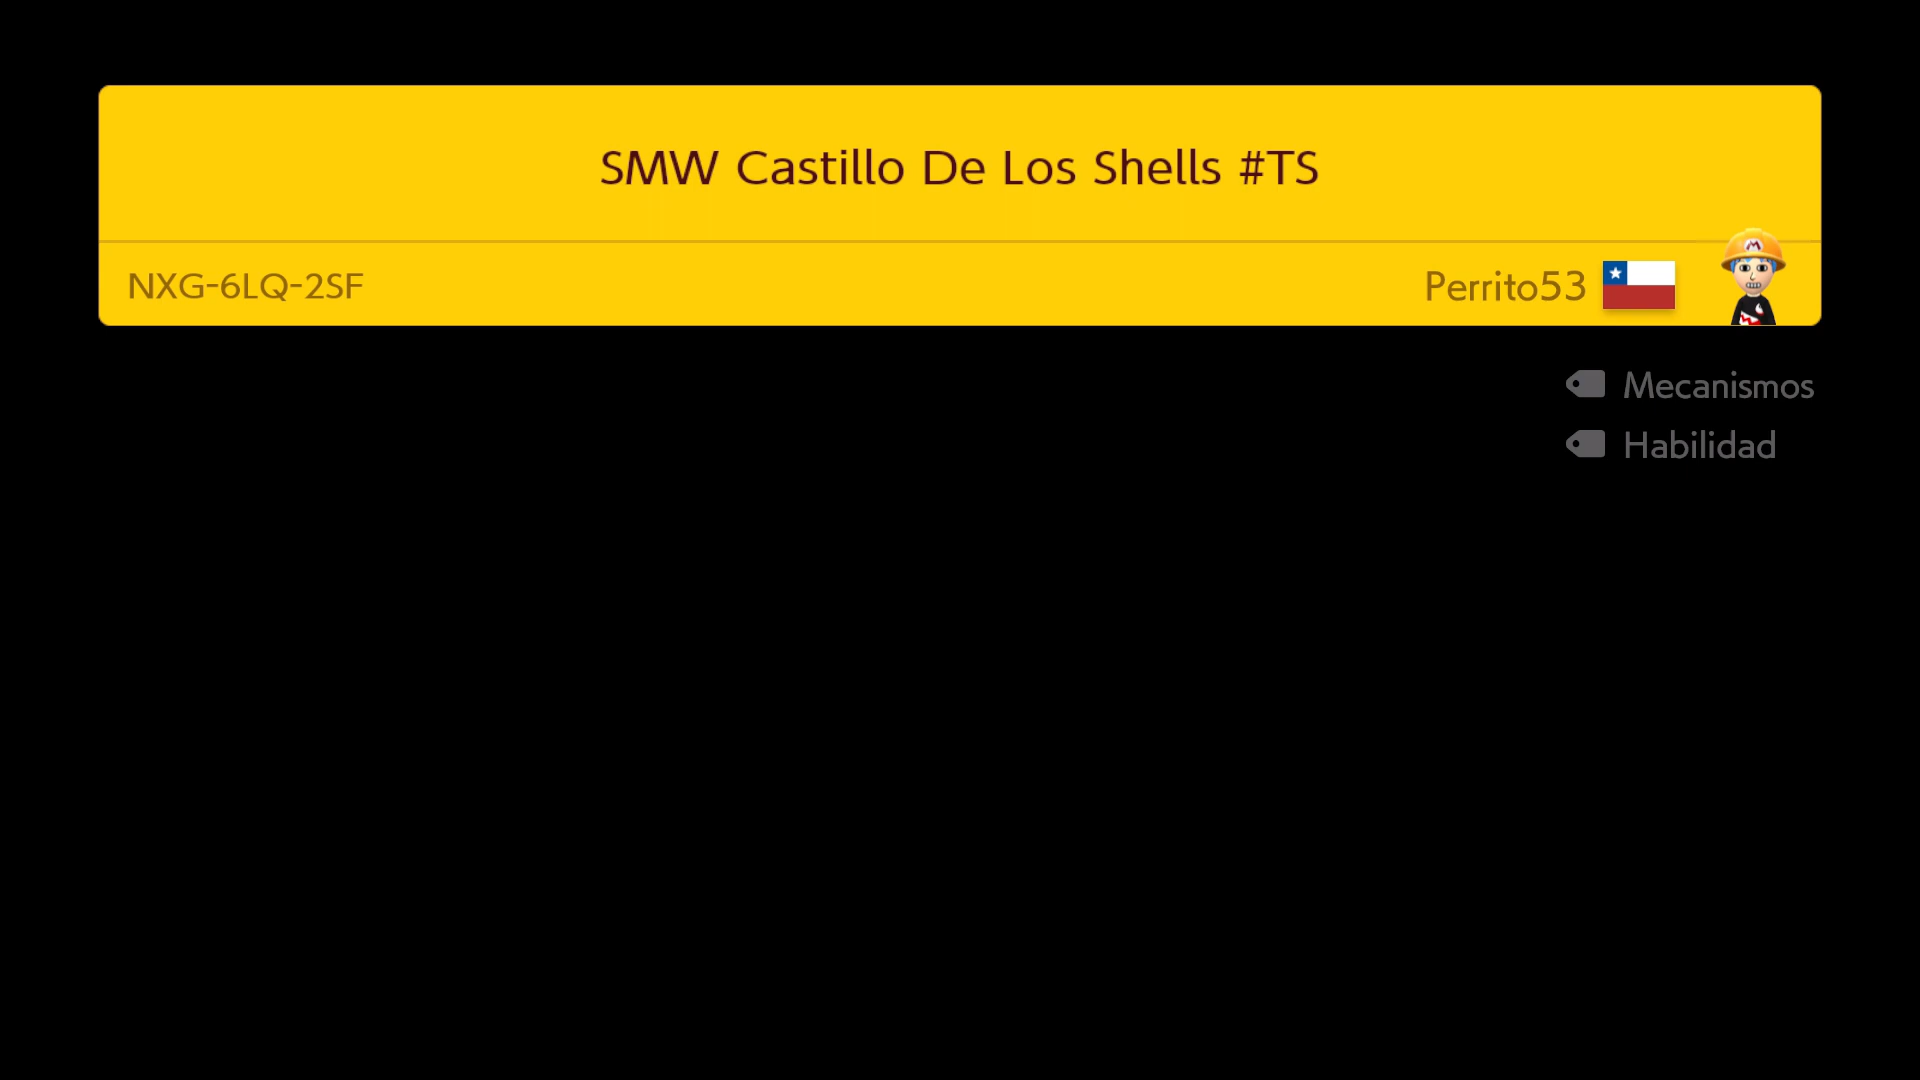 SMW Castillo De Los Shells #TS
NXG-6LQ-2SF
Perrito53
Mecanismos
Habilidad